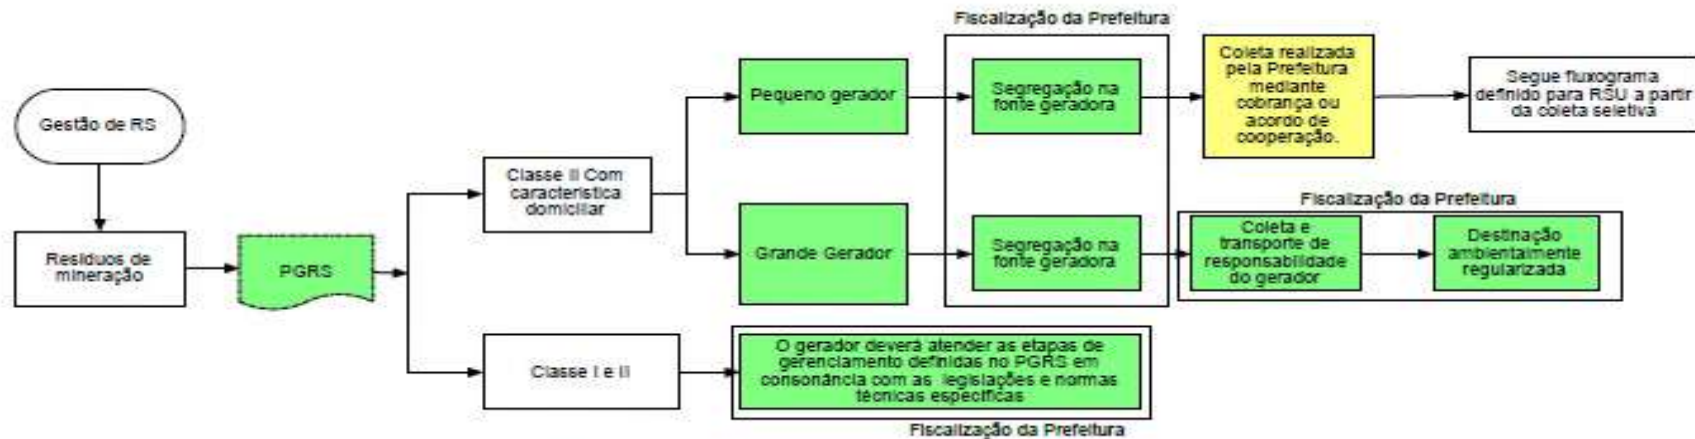 Fiscalização da Prefeitura
Gestão de RS
Resíduos de
mineração
PGRS
Classe II Com
característica
domiciliar
Classe I e II
Pequeno gerador
Grande Gerador
Segregação na
fonte geradora
Segregação na
fonte geradora
Coleta realizada
pela Prefeitura
mediante
cobrança ou
acordo de
cooperação.
Segue fluxograma
definido para RSU a partir
da coleta seletiva
Fiscalização da Prefeitura
Coleta e
transporte de
responsabilidade
do gerador
Destinação
ambientalmente
regularizada
O gerador deverá atender as etapas de
gerenciamento definidas no PGRS em
consonância com as legislações e normas
técnicas específicas
Fiscalização da Prefeitura